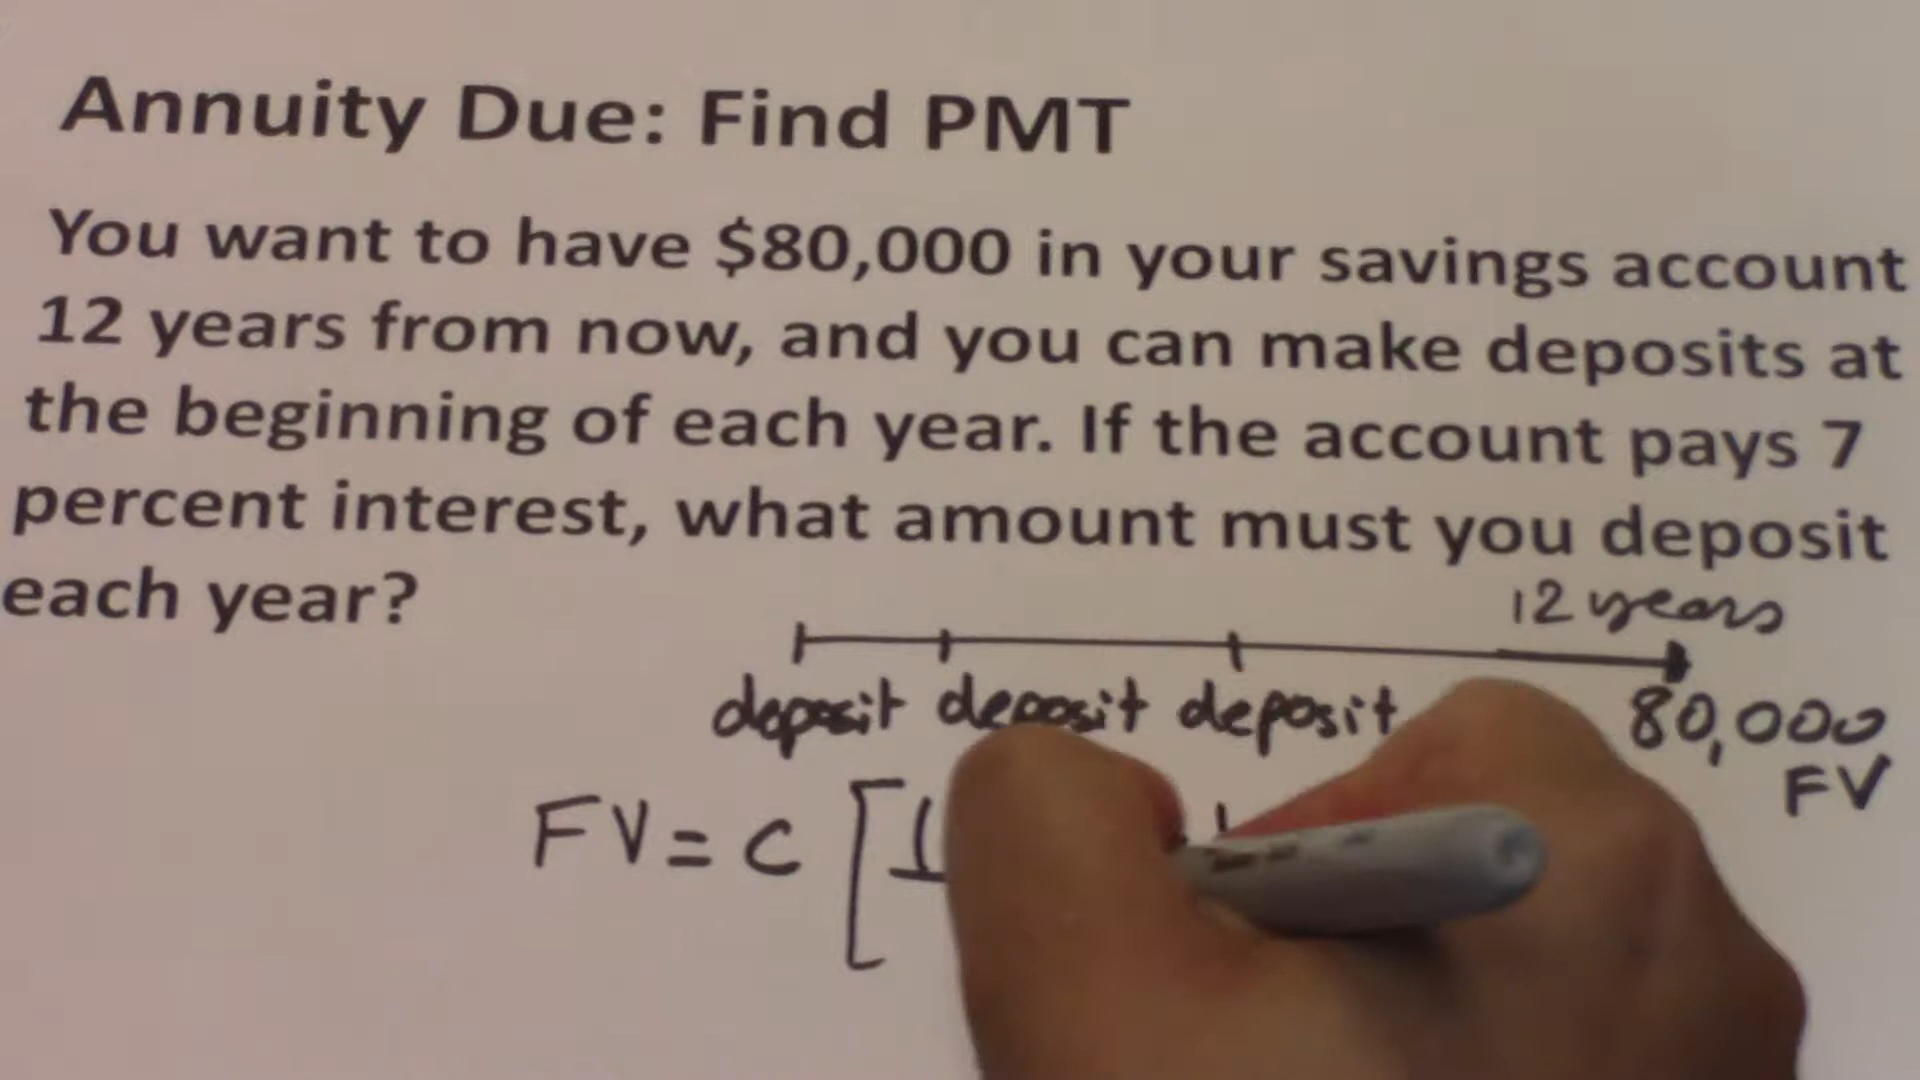 Annuity Due: Find PMT
You want to have $80,000 in your savings account
12 years from now, and you can make deposits at
the beginning of each year. If the account pays 7
percent interest, what amount must you deposit
each year?
12 years
deposit deposit deposit
80,000
FV
FV = C [